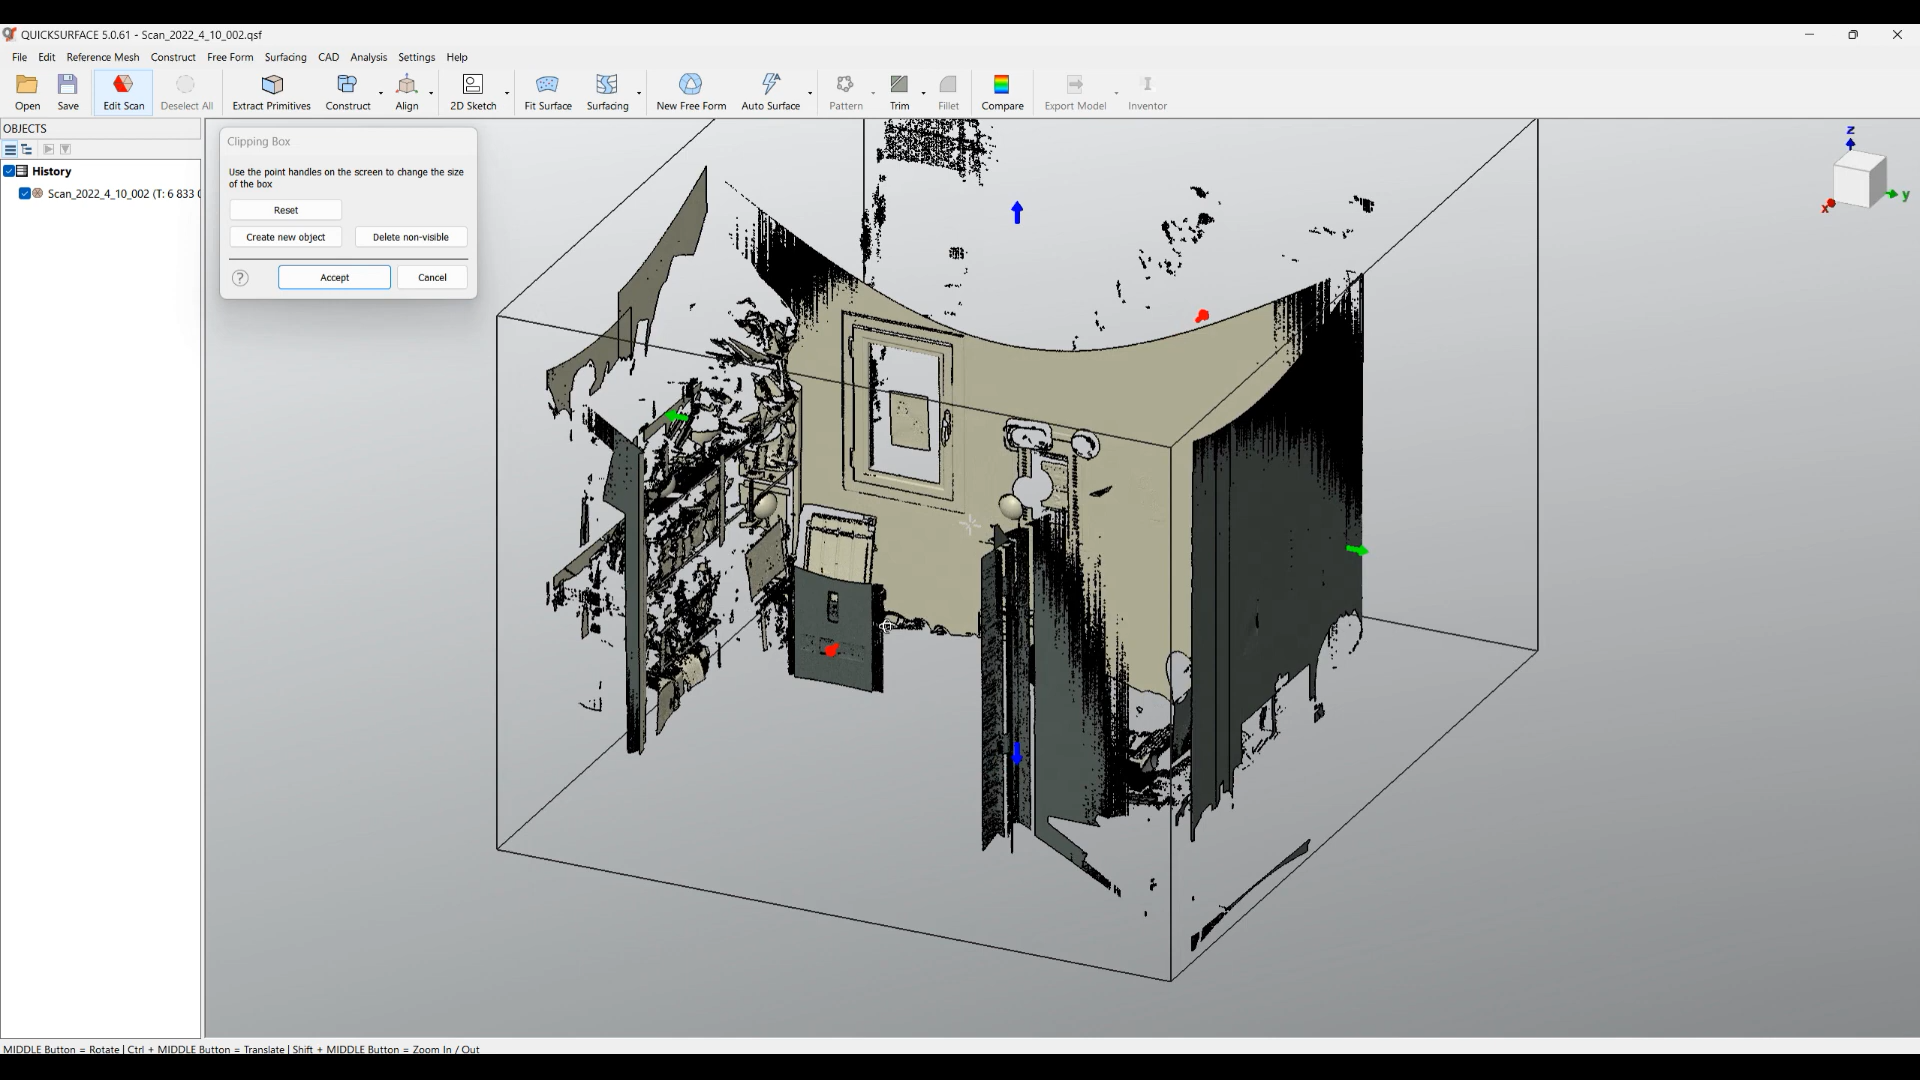 QUICKSURFACE 5.0.61 - Scan_2022_4_10_002.qsf
File Edit Reference Mesh Construct Free Form Surfacing CAD Analysis Settings Help
Open Save Edit Scan Deselect All Extract Primitives Construct Align 2D Sketch Fit Surface Surfacing New Free Form Auto Surface Pattern Trim Fillet Compare Export Model Inventor
OBJECTS
History
Scan_2022_4_10_002 (T: 6 833
Clipping Box
Use the point handles on the screen to change the size
of the box
Reset
Create new object Delete non-visible
? Accept Cancel
z
y
x
MIDDLE Button = Rotate | Ctrl + MIDDLE Button = Translate | Shift + MIDDLE Button = Zoom In / Out